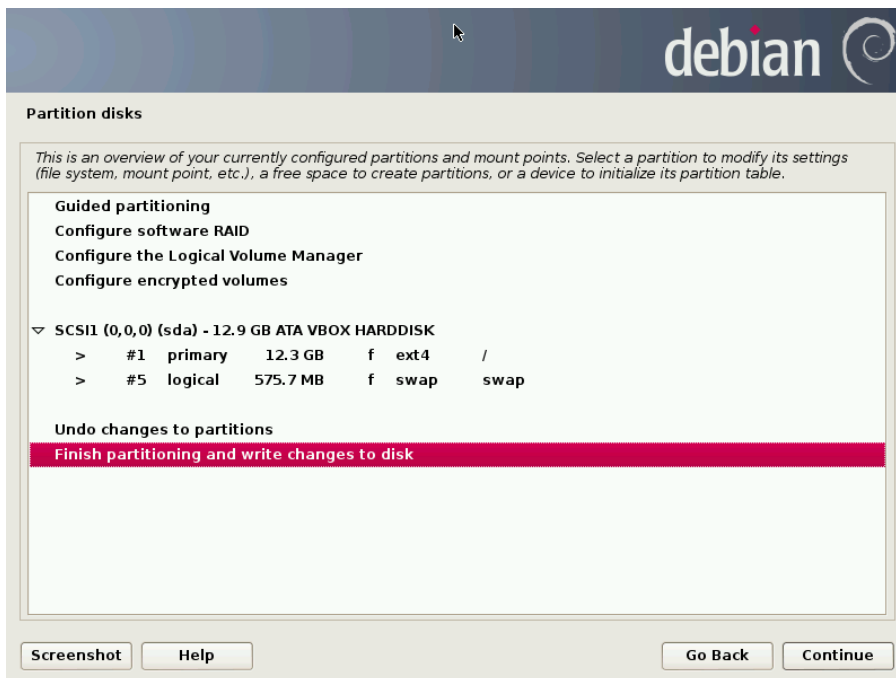 debian
Partition disks
This is an overview of your currently configured partitions and mount points. Select a partition to modify its settings
(file system, mount point, etc.), a free space to create partitions, or a device to initialize its partition table.
Guided partitioning
Configure software RAID
Configure the Logical Volume Manager
Configure encrypted volumes
SCSI1 (0,0,0) (sda) - 12.9 GB ATA VBOX HARDDISK
> #1 primary 12.3 GB f ext4 /
> #5 logical 575.7 MB f swap swap
Undo changes to partitions
Finish partitioning and write changes to disk
Screenshot Help Go Back Continue